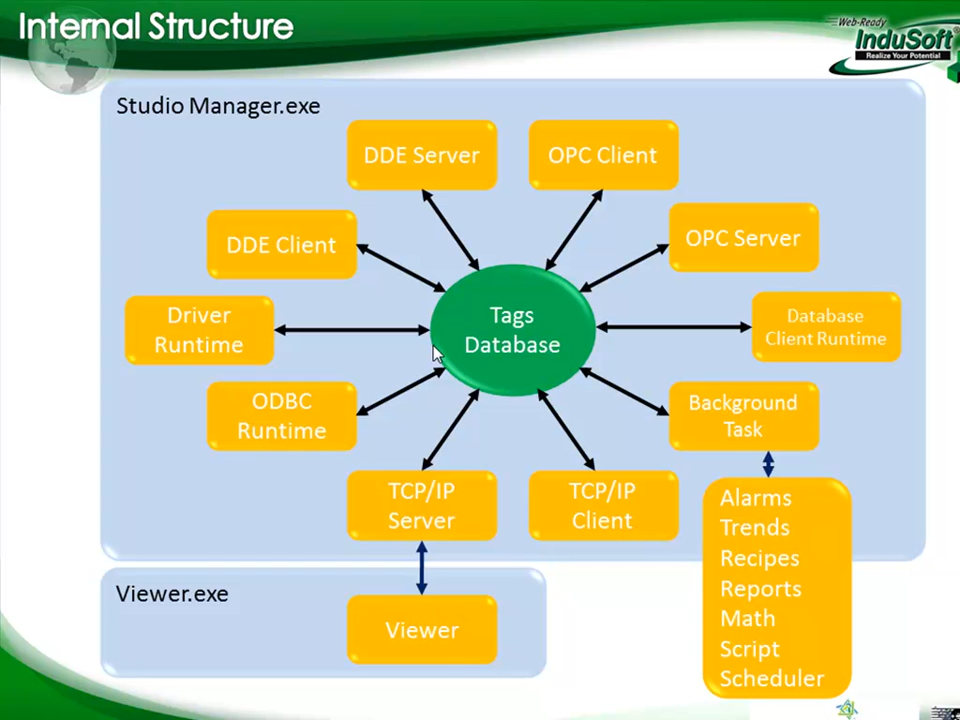 Internal Structure
Web-Ready
InduSoft
Realize Your Potential
Studio Manager.exe
DDE Server
OPC Client
DDE Client
OPC Server
Driver
Runtime
Tags
Database
Database
Client Runtime
ODBC
Runtime
Background
Task
TCP/IP
Server
TCP/IP
Client
Alarms
Trends
Recipes
Reports
Math
Script
Scheduler
Viewer.exe
Viewer